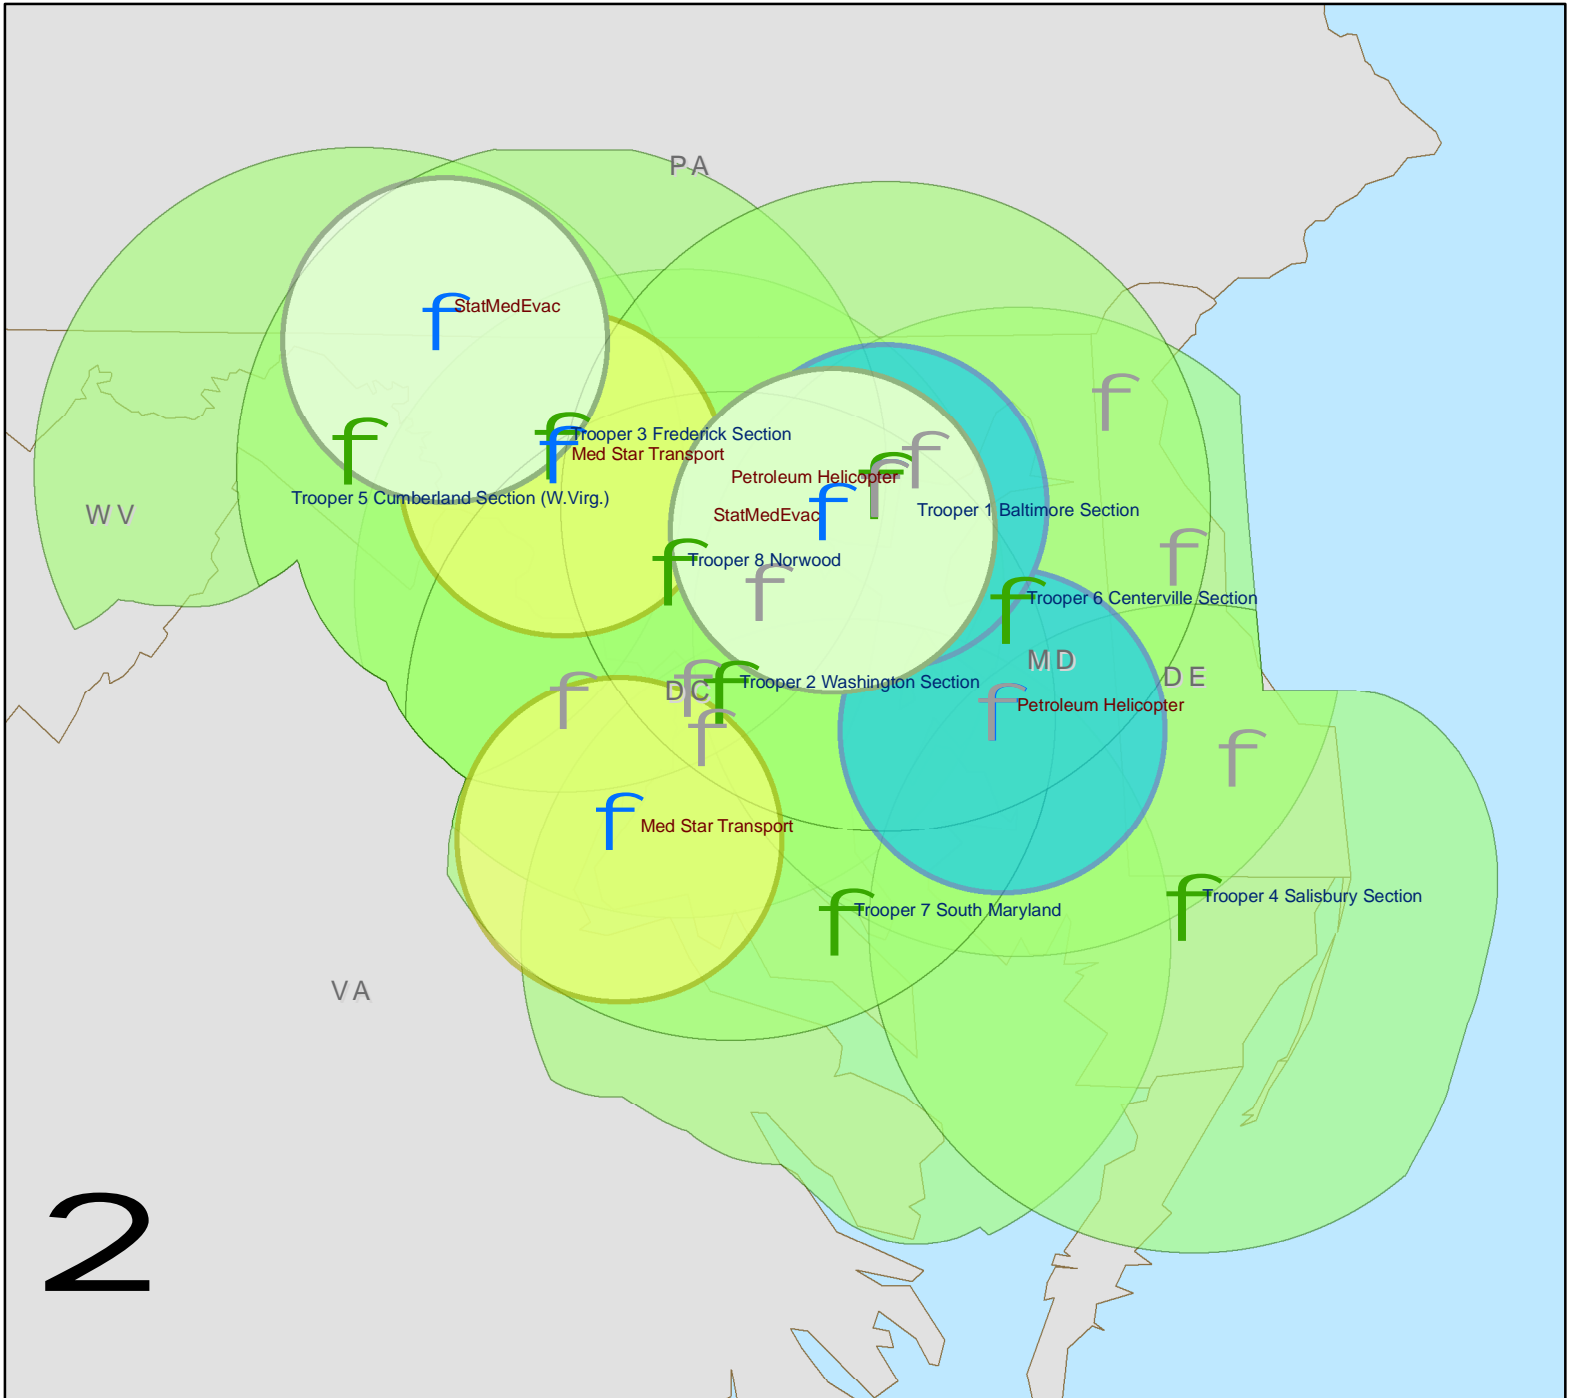 PA
StatMedEvac
Trooper 3 Frederick Section
Med Star Transport
Petroleum Helicopter
Trooper 5 Cumberland Section (W.Virg.)
WV
StatMedEvac
Trooper 1 Baltimore Section
Trooper 8 Norwood
Trooper 6 Centerville Section
MD
DE
Trooper 2 Washington Section
DC
Petroleum Helicopter
Med Star Transport
Trooper 4 Salisbury Section
Trooper 7 South Maryland
VA
2